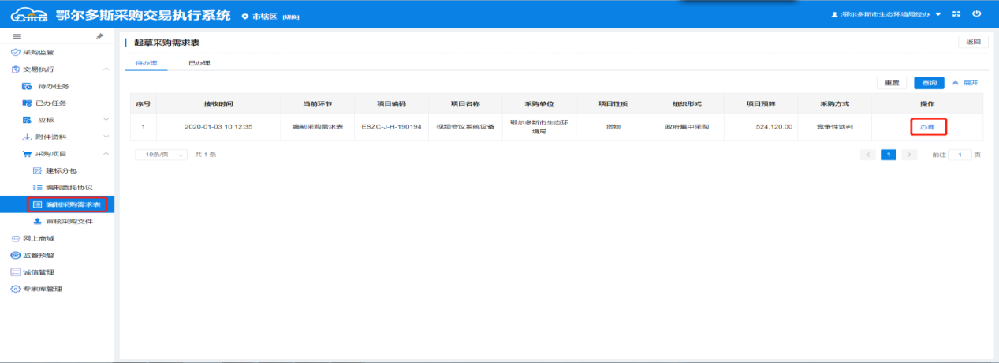 公采云 鄂尔多斯采购交易执行系统 市辖区 [切换] 鄂尔多斯市生态环境局经办
采购监管
交易执行
待办任务
已办任务
应标
附件资料
采购项目
建标分包
编制委托协议
编制采购需求表
审核采购文件
网上商城
监督预警
诚信管理
专家库管理
起草采购需求表 返回
待办理 已办理
重置 查询 展开
序号 接收时间 当前环节 项目编码 项目名称 采购单位 项目性质 组织形式 项目预算 采购方式 操作
1 2020-01-03 10:12:35 编制采购需求表 ESZC-J-H-190194 视频会议系统设备 鄂尔多斯市生态环 货物 政府集中采购 524,120.00 竞争性谈判 办理
境局
10条/页 共 1 条 < 1 > 前往 1 页